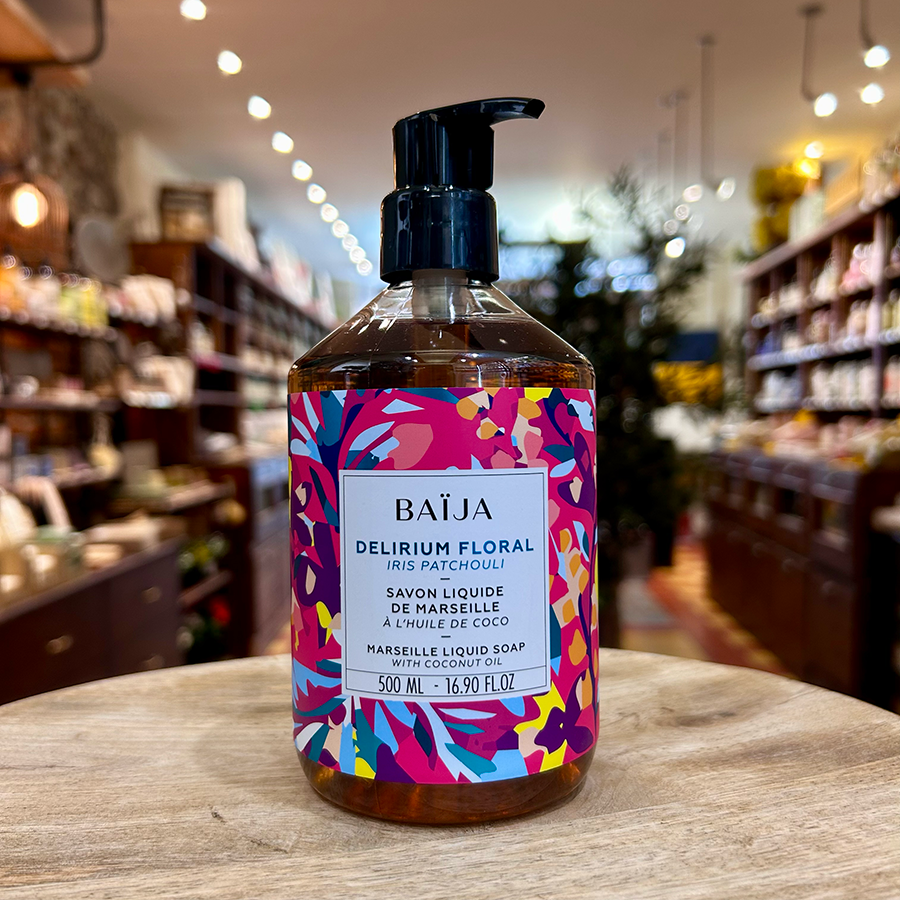 BAÏJA
DELIRIUM FLORAL
IRIS PATCHOULI
SAVON LIQUIDE
DE MARSEILLE
À L'HUILE DE COCO
MARSEILLE LIQUID SOAP
WITH COCONUT OIL
500 ML - 16.90 FL.OZ